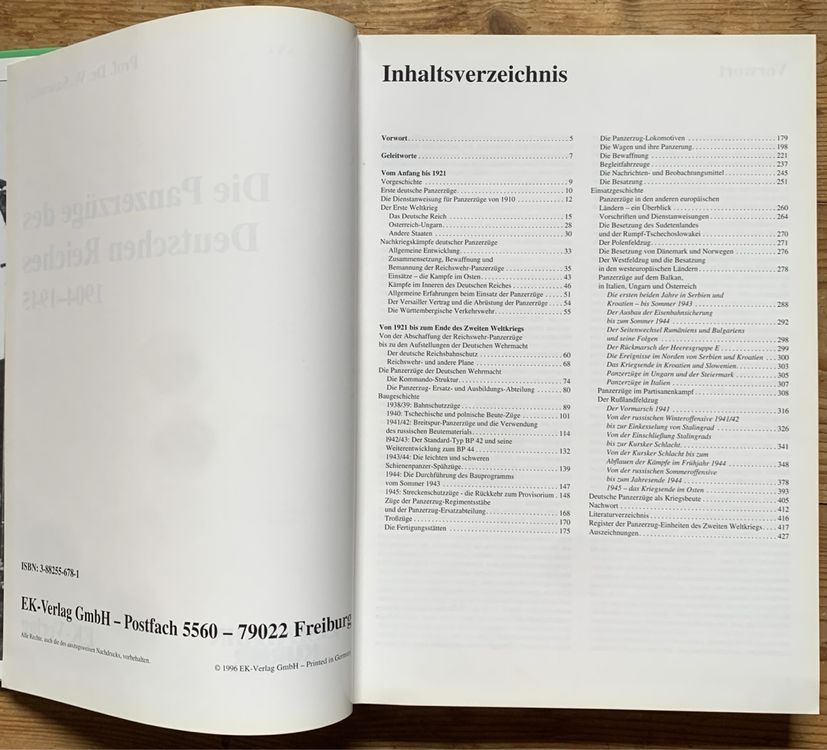 ISBN: 3-88255-678-1
EK-Verlag GmbH – Postfach 5560 – 79022 Freiburg
Alle Rechte, auch die des auszugsweisen Nachdrucks, vorbehalten.
© 1996 EK-Verlag GmbH – Printed in Germany
Inhaltsverzeichnis
Vorwort 5
Geleitworte 7
Vom Anfang bis 1921
Vorgeschichte 9
Erste deutsche Panzerzüge 10
Die Dienstanweisung für Panzerzüge von 1910 12
Der Erste Weltkrieg
Das Deutsche Reich 15
Österreich-Ungarn 28
Andere Staaten 30
Nachkriegskämpfe deutscher Panzerzüge
Allgemeine Entwicklung 33
Zusammensetzung, Bewaffnung und
Bemannung der Reichswehr-Panzerzüge 35
Einsätze – die Kampfe im Osten 43
Kämpfe im Inneren des Deutschen Reiches 46
Allgemeine Erfahrungen beim Einsatz der Panzerzüge 51
Der Versailler Vertrag und die Abrüstung der Panzerzüge 54
Die Württembergische Verkehrswehr 55
Von 1921 bis zum Ende des Zweiten Weltkriegs
Von der Abschaffung der Reichswehr-Panzerzüge
bis zu den Aufstellungen der Deutschen Wehrmacht
Der deutsche Reichsbahnschutz 60
Reichswehr- und andere Pläne 68
Die Panzerzüge der Deutschen Wehrmacht
Die Kommando-Struktur 74
Die Panzerzug- Ersatz- und Ausbildungs-Abteilung 80
Baugeschichte
1938/39: Bahnschutzzüge 89
1940: Tschechische und polnische Beute-Züge 101
1941/42: Breitspur-Panzerzüge und die Verwendung
des russischen Beutematerials 114
1942/43: Der Standard-Typ BP 42 und seine
Weiterentwicklung zum BP 44 132
1943/44: Die leichten und schweren
Schienenpanzer-Spähzüge 139
1944: Die Durchführung des Bauprogramms
vom Sommer 1943 147
1945: Streckenschutzzüge - die Rückkehr zum Provisorium 148
Züge der Panzerzug-Regimentsstäbe
und der Panzerzug-Ersatzabteilung 168
Troßzüge 170
Die Fertigungsstätten 175
Die Panzerzug-Lokomotiven 179
Die Wagen und ihre Panzerung 198
Die Bewaffnung 221
Begleitfahrzeuge 237
Die Nachrichten- und Beobachtungsmittel 245
Die Besatzung 251
Einsatzgeschichte
Panzerzüge in den anderen europäischen
Ländern – ein Überblick 260
Vorschriften und Dienstanweisungen 264
Die Besetzung des Sudetenlandes
und der Rumpf-Tschechoslowakei 270
Der Polenfeldzug 271
Die Besetzung von Dänemark und Norwegen 276
Der Westfeldzug und die Besatzung
in den westeuropäischen Ländern 278
Panzerzüge auf dem Balkan,
in Italien, Ungarn und Österreich
Die ersten beiden Jahre in Serbien und
Kroatien – bis Sommer 1943 288
Der Ausbau der Eisenbahnsicherung
bis zum Sommer 1944 292
Der Seitenwechsel Rumäniens und Bulgariens
und seine Folgen 298
Der Rückmarsch der Heeresgruppe E 299
Die Ereignisse im Norden von Serbien und Kroatien 300
Das Kriegsende in Kroatien und Slowenien 303
Panzerzüge in Ungarn und der Steiermark 305
Panzerzüge in Italien 307
Panzerzüge im Partisanenkampf 308
Der Rußlandfeldzug
Der Vormarsch 1941 316
Von der russischen Winteroffensive 1941/42
bis zur Einkesselung von Stalingrad 326
Von der Einschließung Stalingrads
bis zur Kursker Schlacht 341
Von der Kursker Schlacht bis zum
Abflauen der Kämpfe im Frühjahr 1944 348
Von der russischen Sommeroffensive
bis zum Jahresende 1944 378
1945 – das Kriegsende im Osten 393
Deutsche Panzerzüge als Kriegsbeute 405
Nachwort 412
Literaturverzeichnis 416
Register der Panzerzug-Einheiten des Zweiten Weltkriegs 417
Auszeichnungen 427